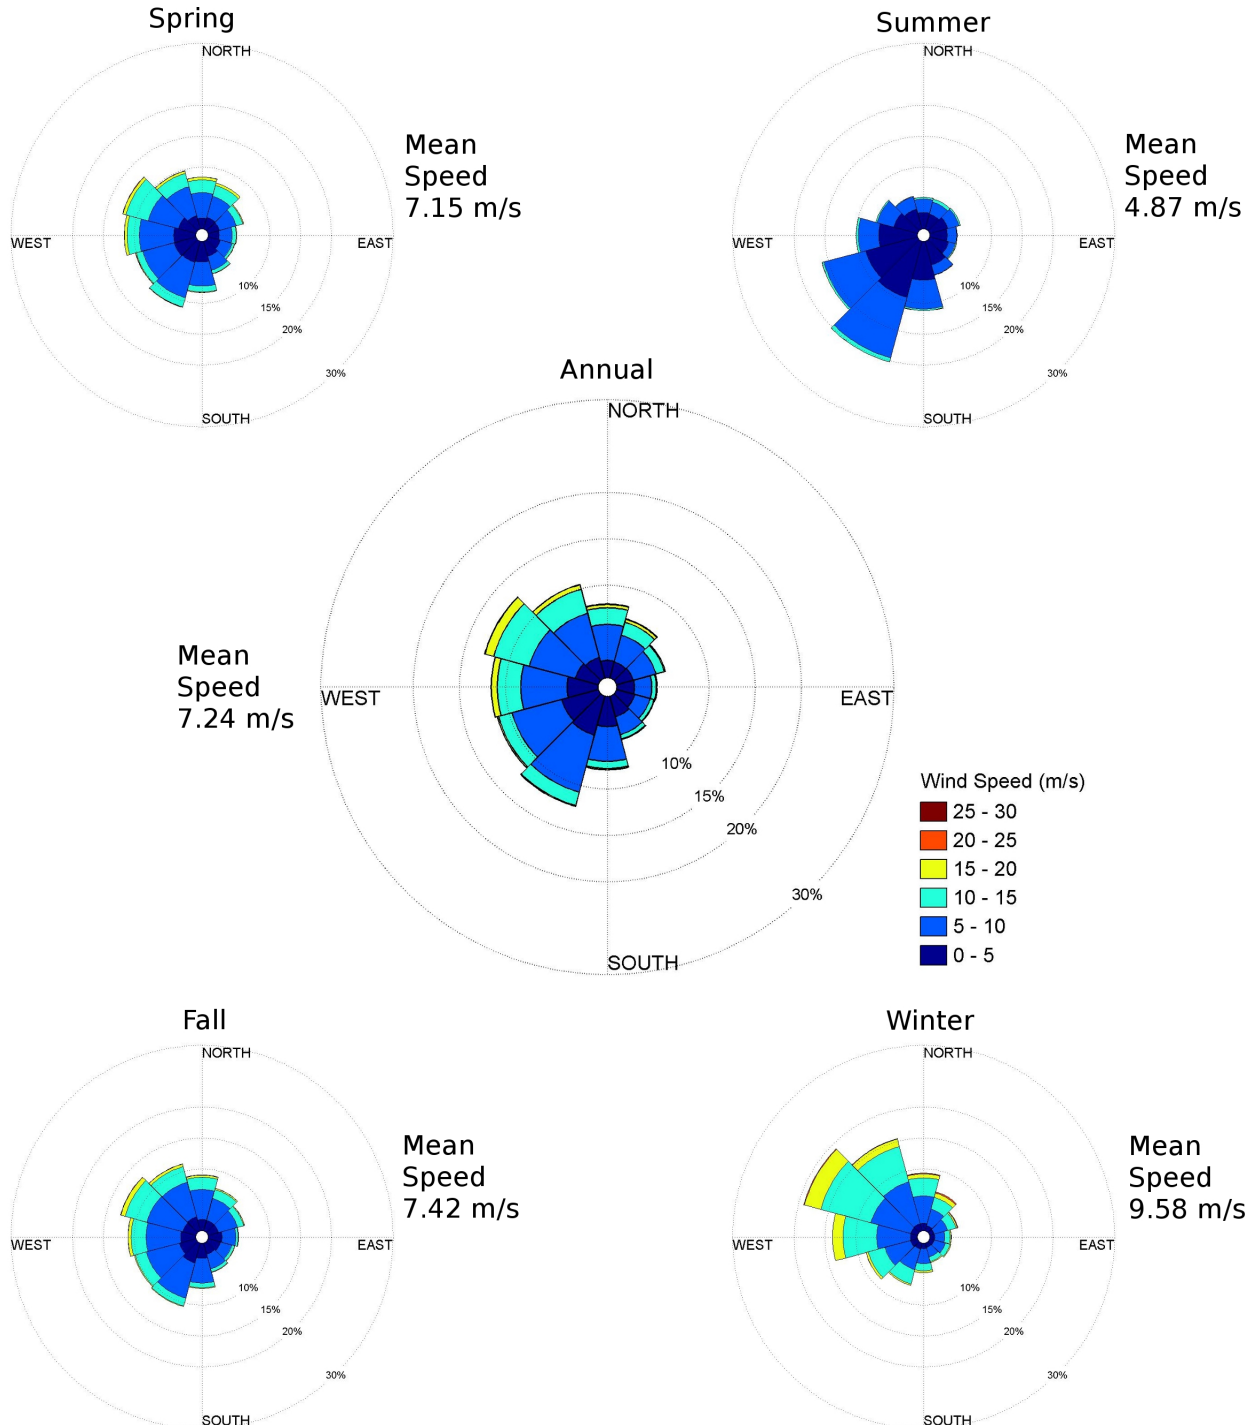 Spring
NORTH
WEST
EAST
SOUTH
10%
15%
20%
30%
Mean
Speed
7.15 m/s
Summer
NORTH
WEST
EAST
SOUTH
10%
15%
20%
30%
Mean
Speed
4.87 m/s
Annual
NORTH
WEST
EAST
SOUTH
10%
15%
20%
30%
Mean
Speed
7.24 m/s
Wind Speed (m/s)
25 - 30
20 - 25
15 - 20
10 - 15
5 - 10
0 - 5
Fall
NORTH
WEST
EAST
SOUTH
10%
15%
20%
30%
Mean
Speed
7.42 m/s
Winter
NORTH
WEST
EAST
SOUTH
10%
15%
20%
30%
Mean
Speed
9.58 m/s